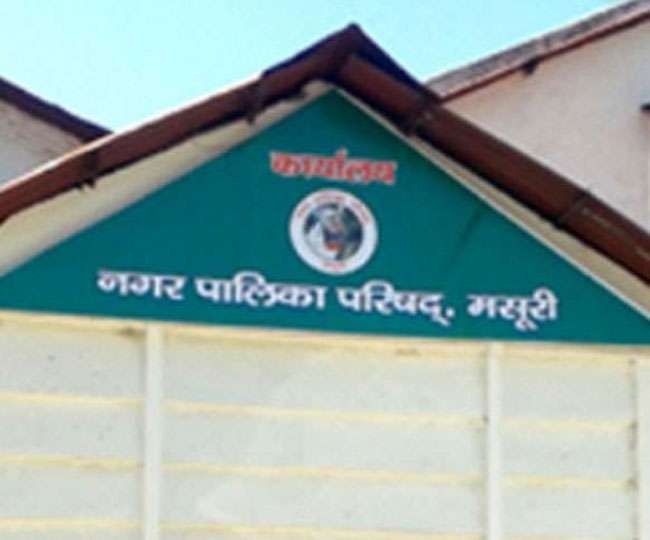 कार्यालय
नगर पालिका परिषद्, मसूरी